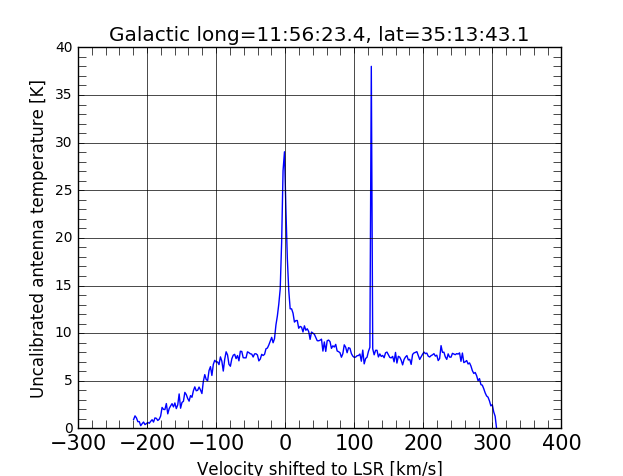 Galactic long=11:56:23.4, lat=35:13:43.1
Uncalibrated antenna temperature [K]
40
35
30
25
20
15
10
5
0
−300 −200 −100 0 100 200 300 400
Velocity shifted to LSR [km/s]